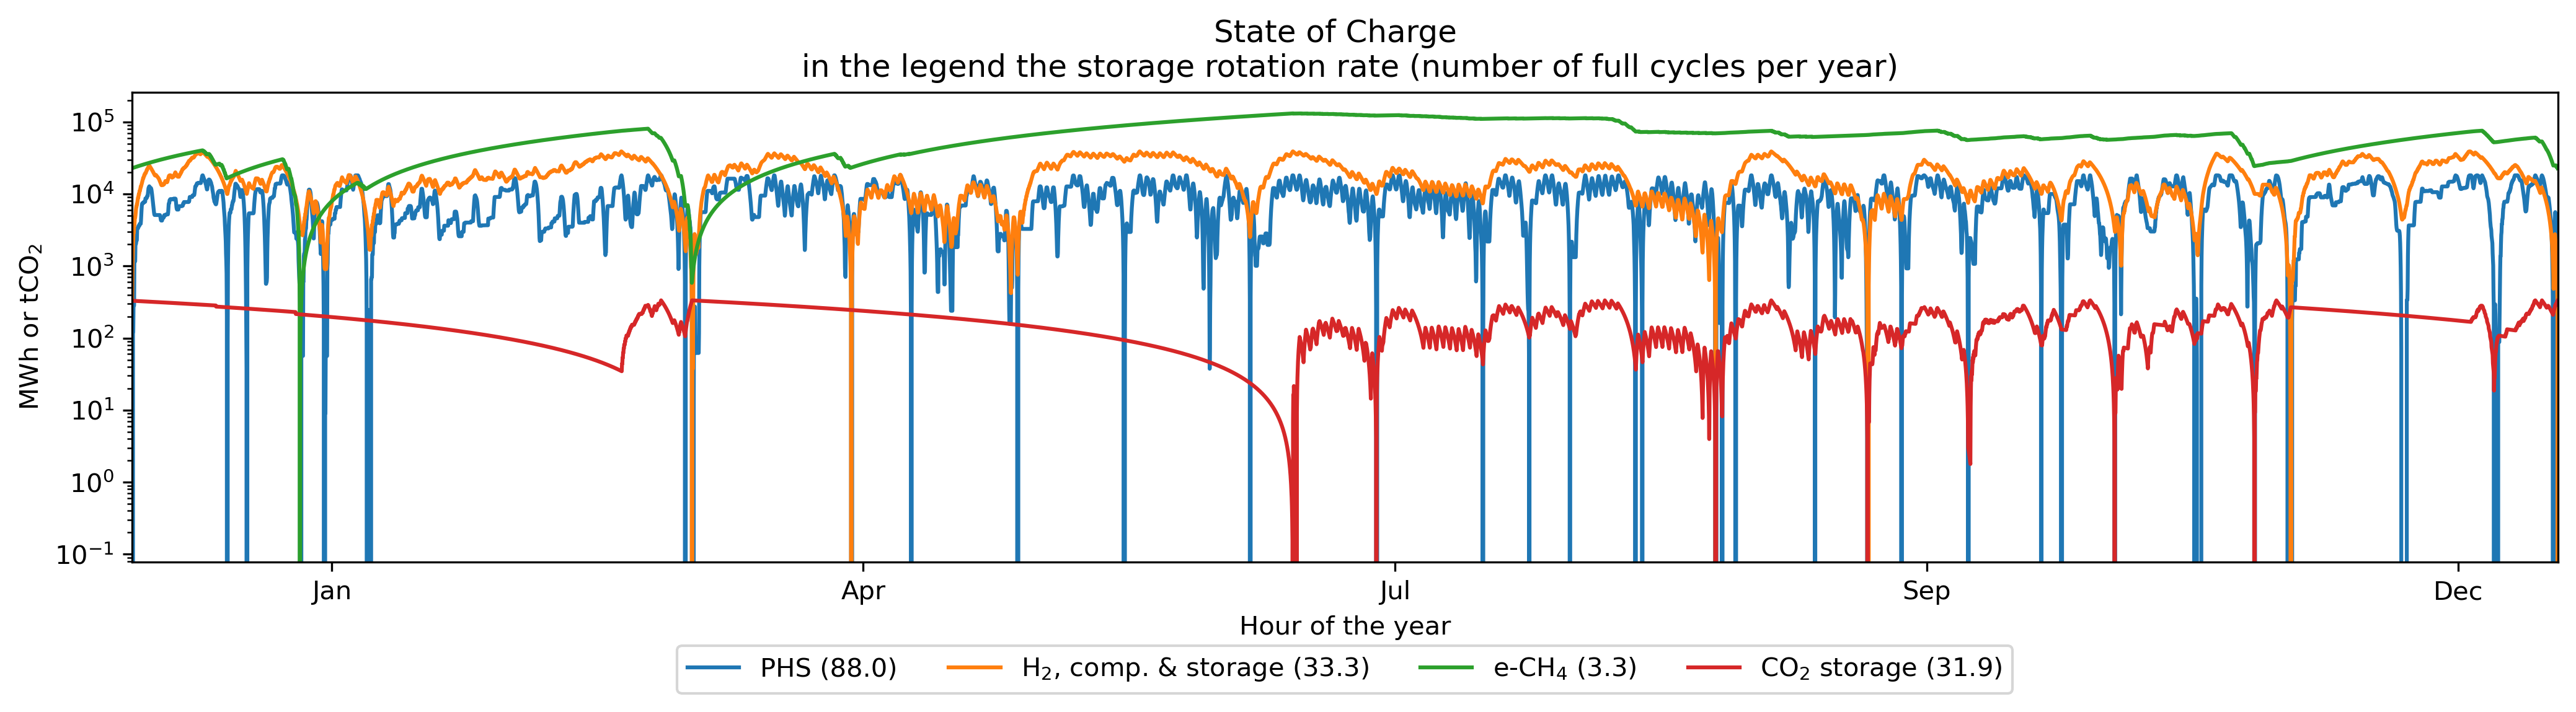 State of Charge
in the legend the storage rotation rate (number of full cycles per year)
MWh or tCO₂
10⁵
10⁴
10³
10²
10¹
10⁰
10⁻¹
Jan Apr Jul Sep Dec
Hour of the year
PHS (88.0) H₂, comp. & storage (33.3) e-CH₄ (3.3) CO₂ storage (31.9)